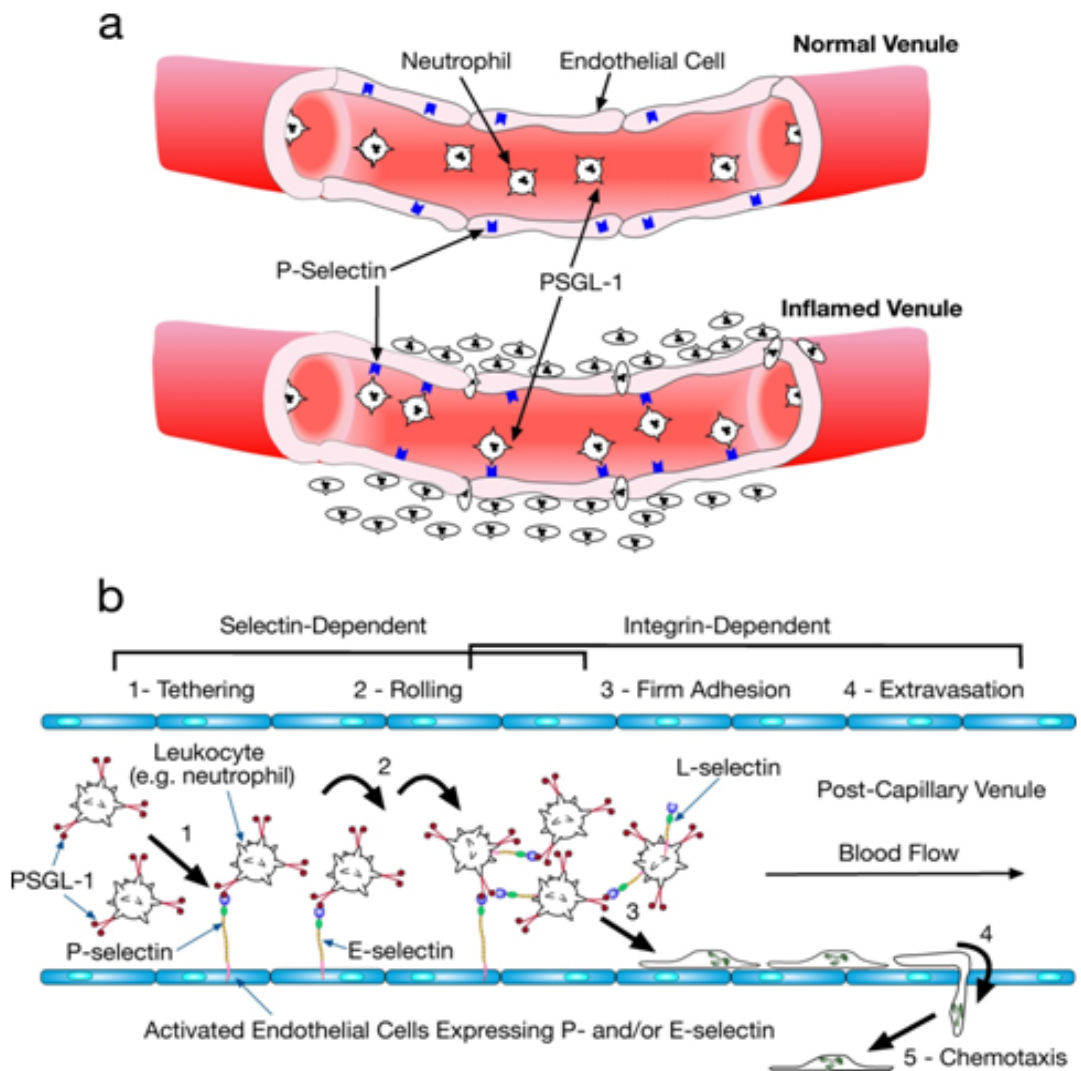 a
Normal Venule
Neutrophil
Endothelial Cell
P-Selectin
PSGL-1
Inflamed Venule
b
Selectin-Dependent
Integrin-Dependent
1- Tethering
2 - Rolling
3 - Firm Adhesion
4 - Extravasation
Leukocyte
(e.g. neutrophil)
2
L-selectin
Post-Capillary Venule
1
PSGL-1
Blood Flow
3
4
P-selectin
E-selectin
Activated Endothelial Cells Expressing P- and/or E-selectin
5 - Chemotaxis